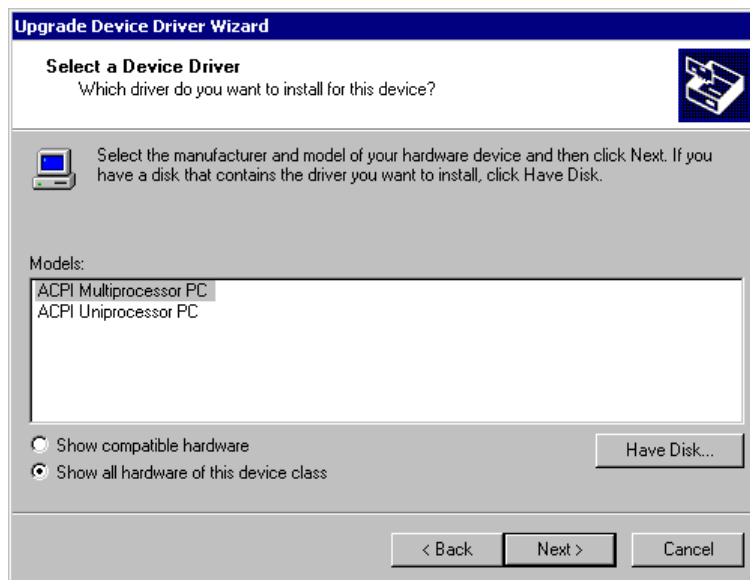 Upgrade Device Driver Wizard
Select a Device Driver
Which driver do you want to install for this device?
Select the manufacturer and model of your hardware device and then click Next. If you
have a disk that contains the driver you want to install, click Have Disk.
Models:
ACPI Multiprocessor PC
ACPI Uniprocessor PC
Show compatible hardware
Show all hardware of this device class
Have Disk...
< Back
Next >
Cancel